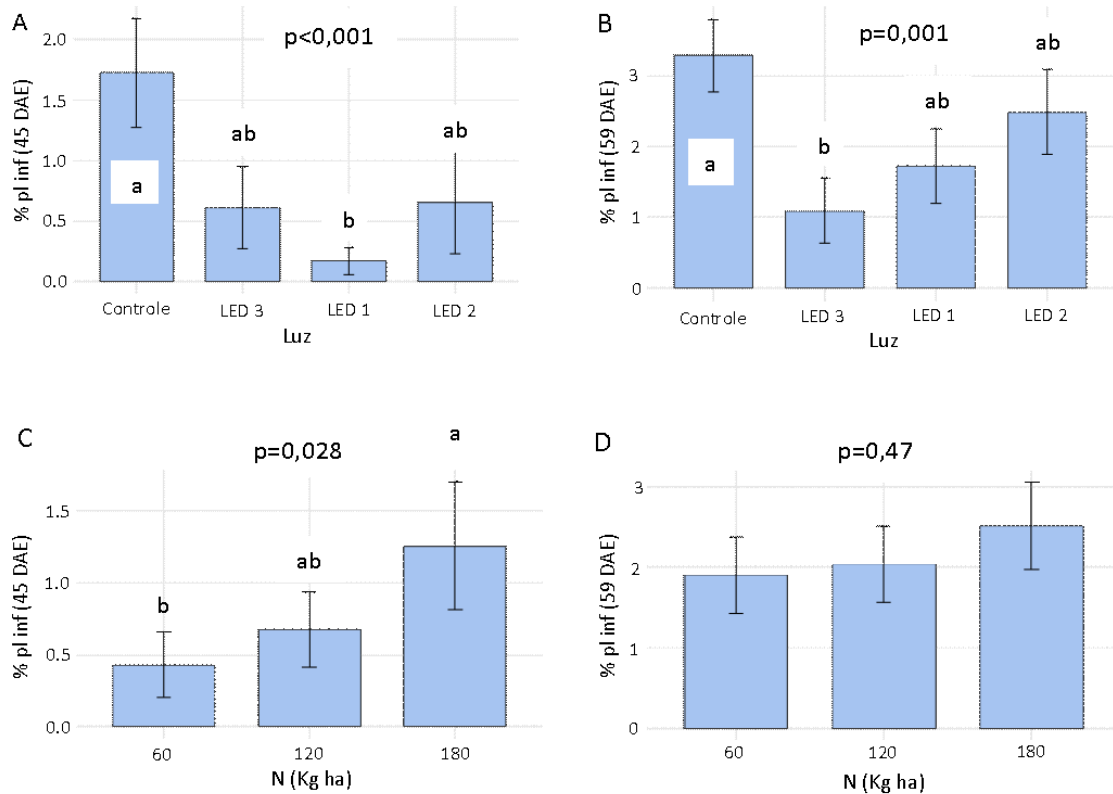 A
p<0,001
% pl inf (45 DAE)
2.0
1.5
1.0
0.5
0.0
a
ab
b
ab
Cantrale
LED 3
LED 1
LED 2
Luz
B
p=0,001
% pl inf (59 DAE)
3
2
1
0
a
b
ab
ab
Cantrale
LED 3
LED 1
LED 2
Luz
C
p=0,028
% pl inf (45 DAE)
1.5
1.0
0.5
0.0
b
ab
a
60
120
180
N (Kg ha)
D
p=0,47
% pl inf (59 DAE)
3
2
1
0
60
120
180
N (Kg ha)